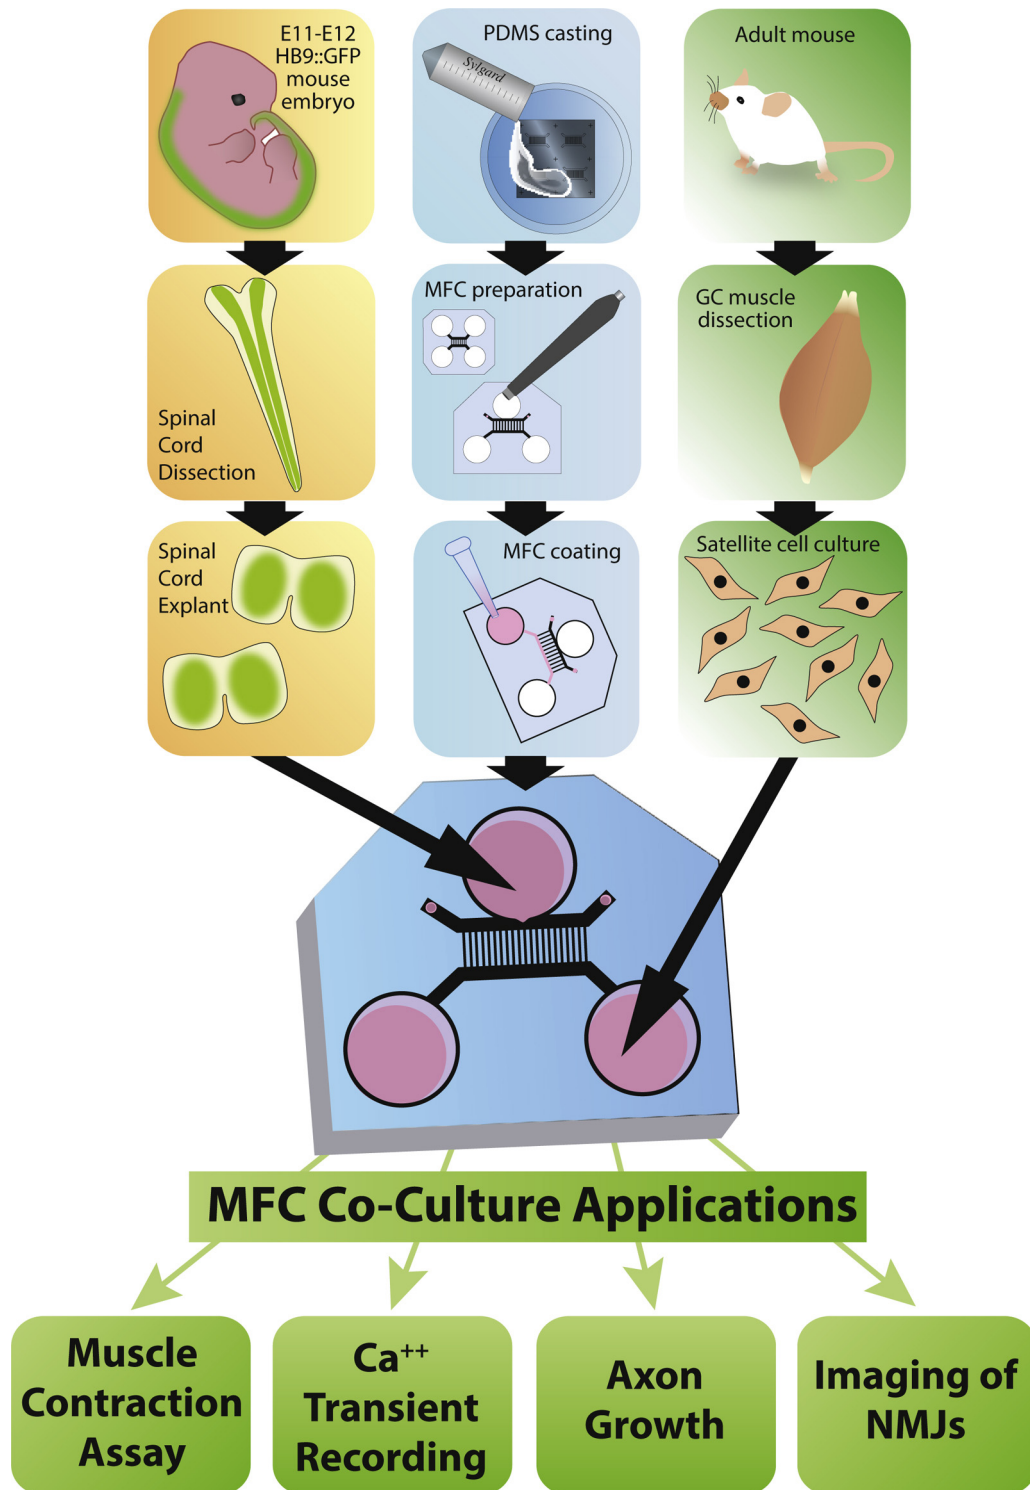 E11-E12
HB9::GFP
mouse
embryo
PDMS casting
Sylgard
Adult mouse
Spinal
Cord
Dissection
MFC preparation
GC muscle
dissection
Spinal
Cord
Explant
MFC coating
Satellite cell culture
MFC Co-Culture Applications
Muscle
Contraction
Assay
Ca⁺⁺
Transient
Recording
Axon
Growth
Imaging of
NMJs